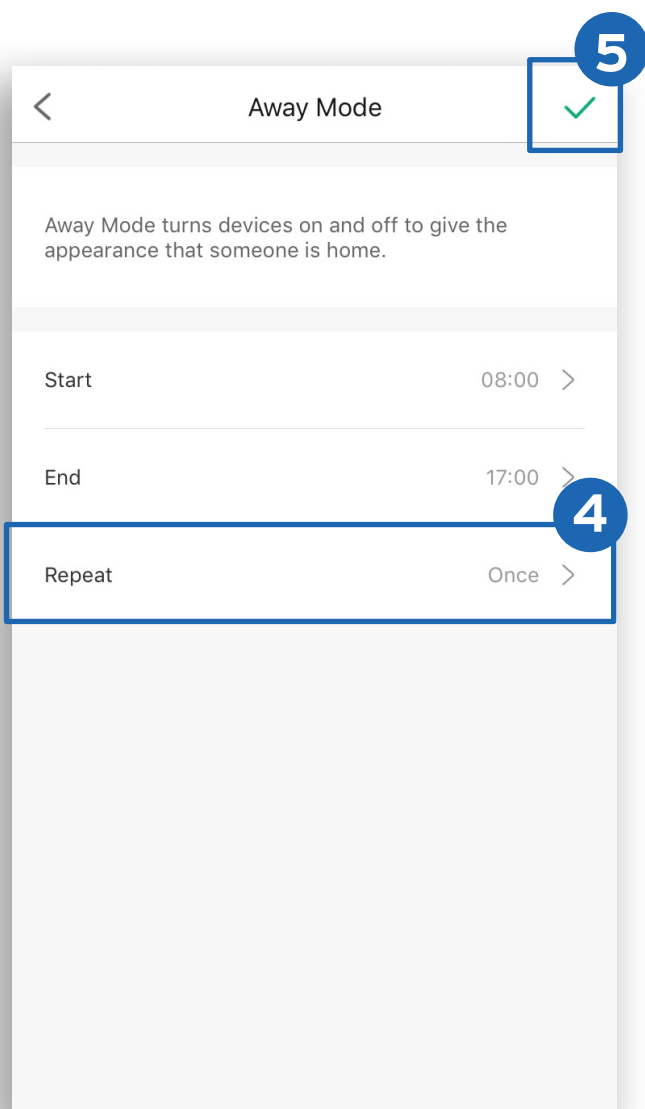 5
Away Mode
Away Mode turns devices on and off to give the
appearance that someone is home.
Start 08:00
End 17:00
4
Repeat Once